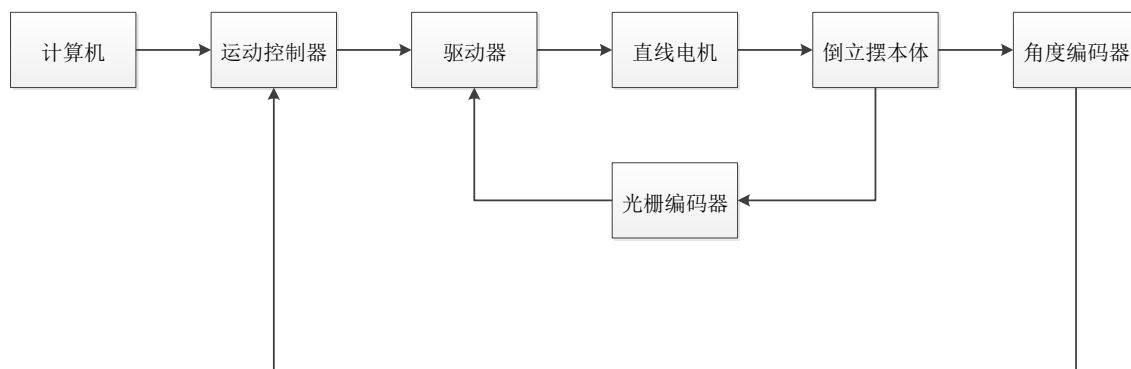 计算机
运动控制器
驱动器
直线电机
倒立摆本体
角度编码器
光栅编码器